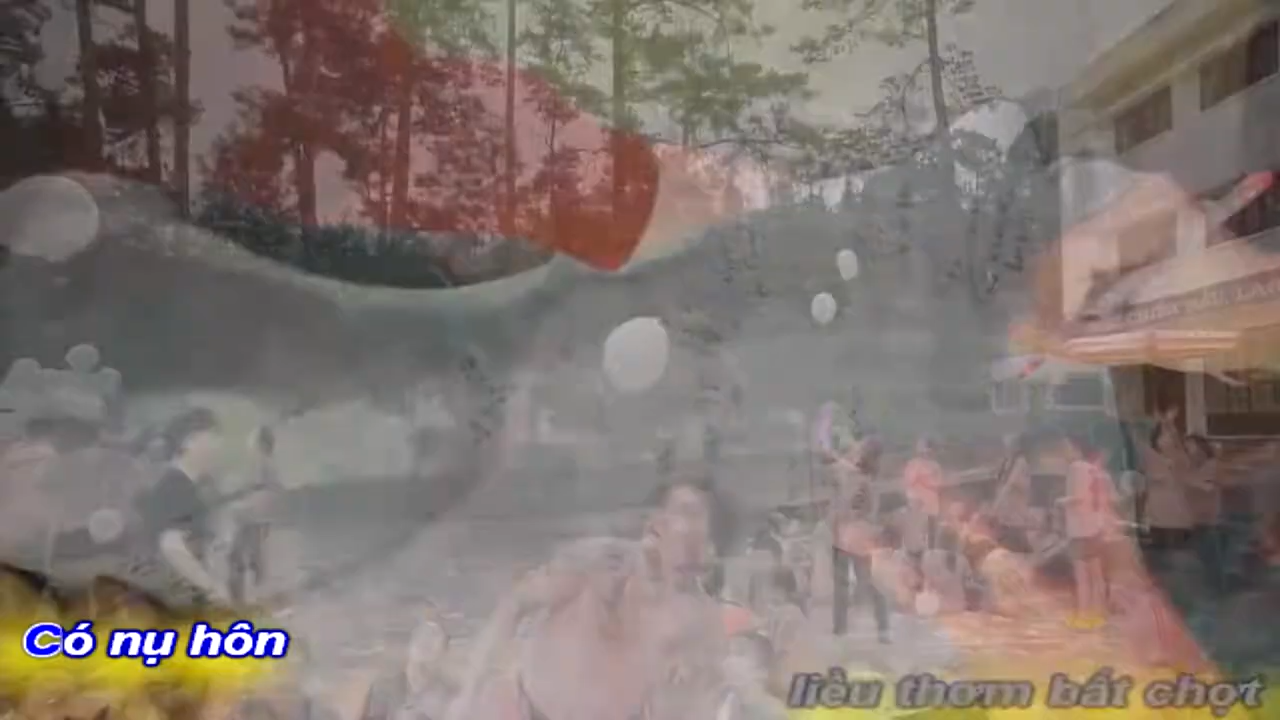 Có nụ hôn
liều thơm bất chợt